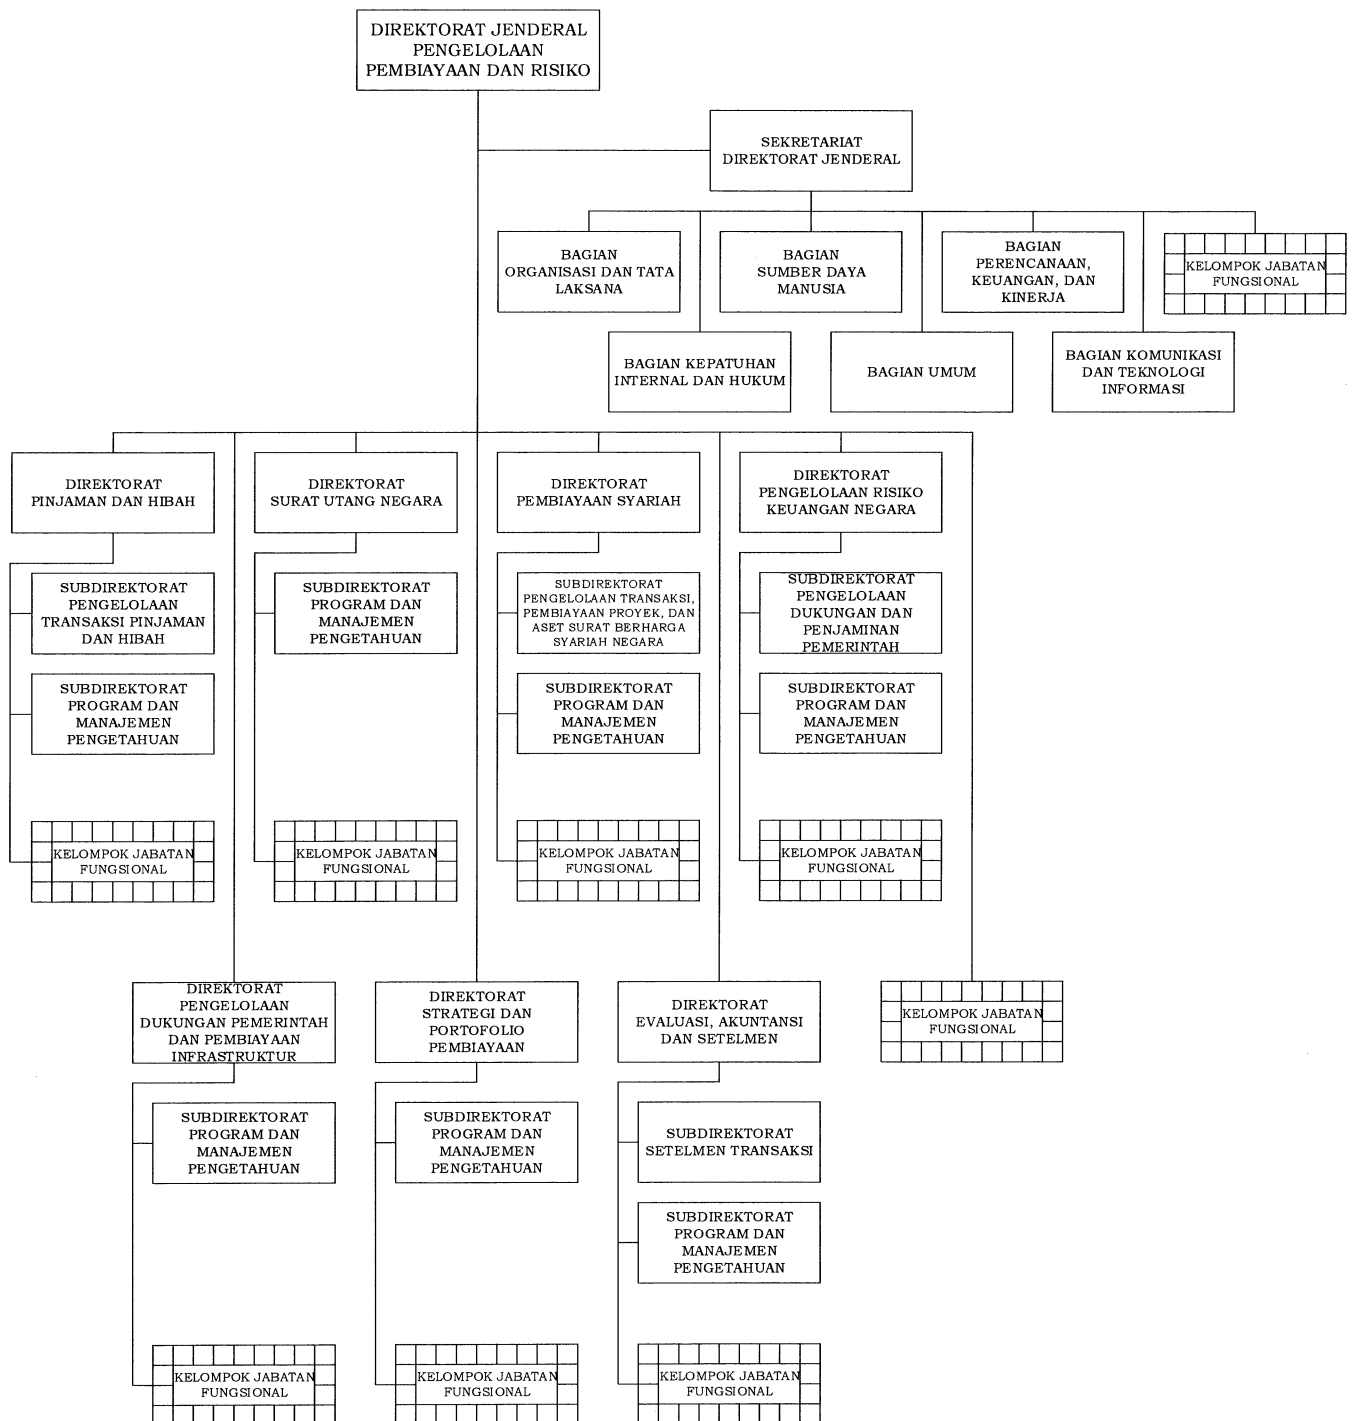 DIREKTORAT JENDERAL
PENGELOLAAN
PEMBIAYAAN DAN RISIKO
SEKRETARIAT
DIREKTORAT JENDERAL
BAGIAN
ORGANISASI DAN TATA
LAKSANA
BAGIAN
SUMBER DAYA
MANUSIA
BAGIAN
PERENCANAAN,
KEUANGAN, DAN
KINERJA
KELOMPOK JABATAN
FUNGSIONAL
BAGIAN KEPATUHAN
INTERNAL DAN HUKUM
BAGIAN UMUM
BAGIAN KOMUNIKASI
DAN TEKNOLOGI
INFORMASI
DIREKTORAT
PINJAMAN DAN HIBAH
DIREKTORAT
SURAT UTANG NEGARA
DIREKTORAT
PEMBIAYAAN SYARIAH
DIREKTORAT
PENGELOLAAN RISIKO
KEUANGAN NEGARA
SUBDIREKTORAT
PENGELOLAAN
TRANSAKSI PINJAMAN
DAN HIBAH
SUBDIREKTORAT
PROGRAM DAN
MANAJEMEN
PENGETAHUAN
SUBDIREKTORAT
PENGELOLAAN TRANSAKSI,
PEMBIAYAAN PROYEK, DAN
ASET SURAT BERHARGA
SYARIAH NEGARA
SUBDIREKTORAT
PENGELOLAAN
DUKUNGAN DAN
PENJAMINAN
PEMERINTAH
SUBDIREKTORAT
PROGRAM DAN
MANAJEMEN
PENGETAHUAN
SUBDIREKTORAT
PROGRAM DAN
MANAJEMEN
PENGETAHUAN
SUBDIREKTORAT
PROGRAM DAN
MANAJEMEN
PENGETAHUAN
KELOMPOK JABATAN
FUNGSIONAL
KELOMPOK JABATAN
FUNGSIONAL
KELOMPOK JABATAN
FUNGSIONAL
KELOMPOK JABATAN
FUNGSIONAL
DIREKTORAT
PENGELOLAAN
DUKUNGAN PEMERINTAH
DAN PEMBIAYAAN
INFRASTRUKTUR
DIREKTORAT
STRATEGI DAN
PORTOFOLIO
PEMBIAYAAN
DIREKTORAT
EVALUASI, AKUNTANSI
DAN SETELMEN
KELOMPOK JABATAN
FUNGSIONAL
SUBDIREKTORAT
PROGRAM DAN
MANAJEMEN
PENGETAHUAN
SUBDIREKTORAT
PROGRAM DAN
MANAJEMEN
PENGETAHUAN
SUBDIREKTORAT
SETELMEN TRANSAKSI
SUBDIREKTORAT
PROGRAM DAN
MANAJEMEN
PENGETAHUAN
KELOMPOK JABATAN
FUNGSIONAL
KELOMPOK JABATAN
FUNGSIONAL
KELOMPOK JABATAN
FUNGSIONAL